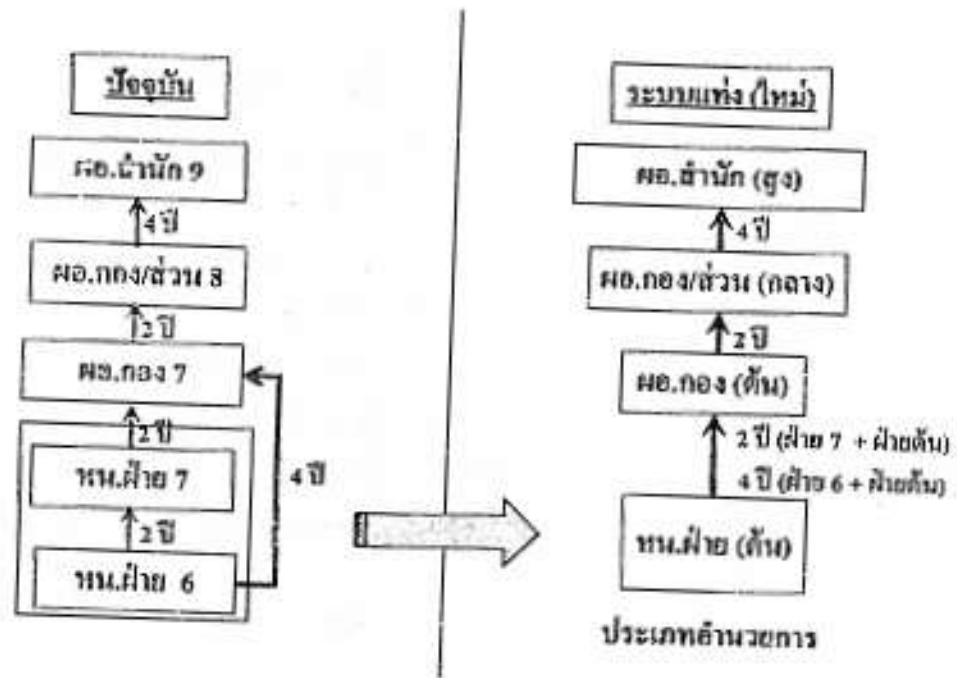 ปัจจุบัน
ผอ.สำนัก 9
4 ปี
ผอ.กอง/ส่วน 8
2 ปี
ผอ.กอง 7
2 ปี
หน.ฝ่าย 7
4 ปี
2 ปี
หน.ฝ่าย 6
ระบบแท่ง (ใหม่)
ผอ.สำนัก (สูง)
4 ปี
ผอ.กอง/ส่วน (กลาง)
2 ปี
ผอ.กอง (ต้น)
2 ปี (ฝ่าย 7 + ฝ่ายต้น)
4 ปี (ฝ่าย 6 + ฝ่ายต้น)
หน.ฝ่าย (ต้น)
ประเภทอำนวยการ